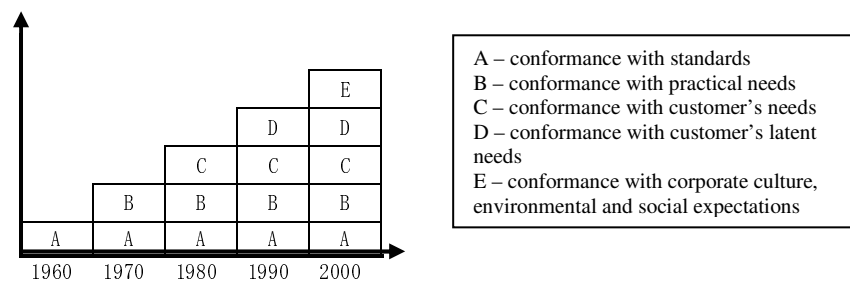 E
D D
C C C
B B B B
A A A A A
1960 1970 1980 1990 2000
A – conformance with standards
B – conformance with practical needs
C – conformance with customer's needs
D – conformance with customer's latent
needs
E – conformance with corporate culture,
environmental and social expectations